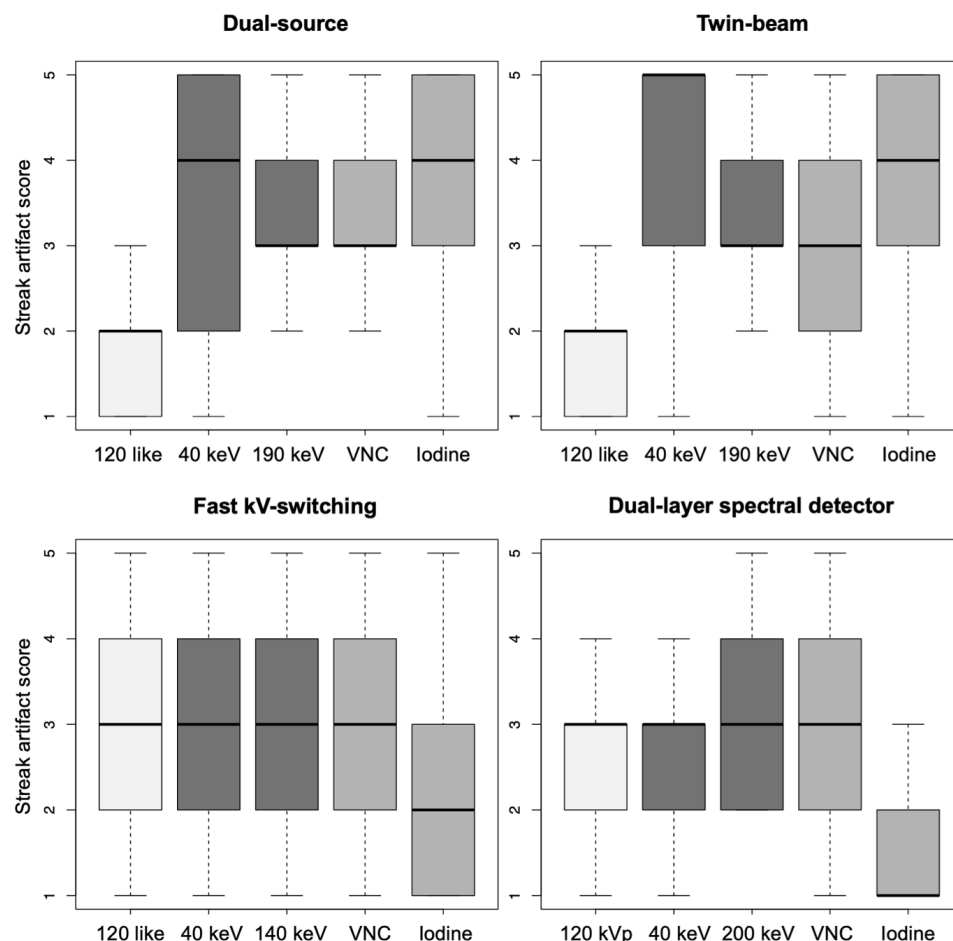 Dual-source
Twin-beam
Streak artifact score
5
4
3
2
1
5
4
3
2
1
120 like 40 keV 190 keV VNC Iodine
120 like 40 keV 190 keV VNC Iodine
Fast kV-switching
Dual-layer spectral detector
Streak artifact score
5
4
3
2
1
5
4
3
2
1
120 like 40 keV 140 keV VNC Iodine
120 kVp 40 keV 200 keV VNC Iodine